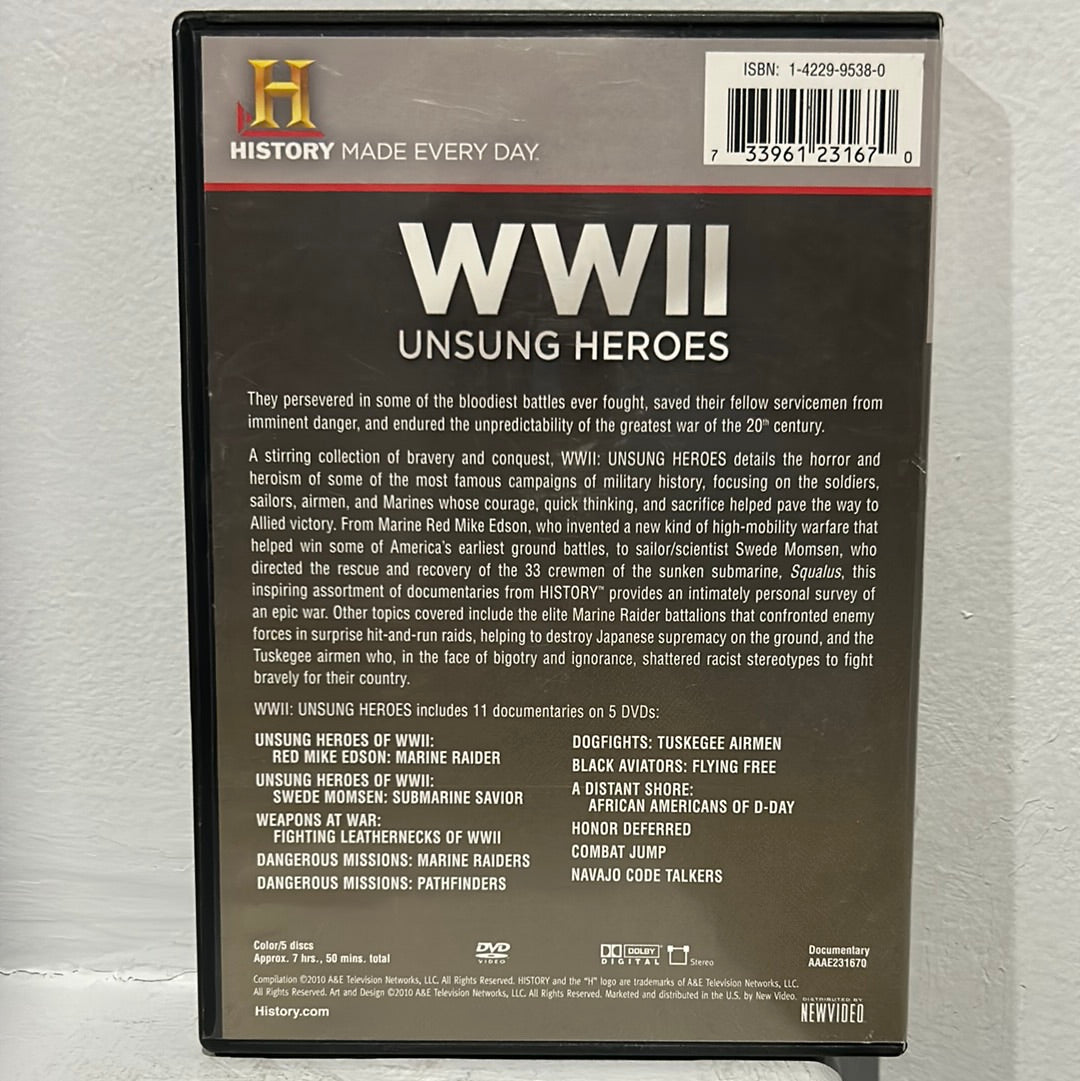 H
HISTORY MADE EVERY DAY.
ISBN: 1-4229-9538-0
7 33961 23167 0
WWII
UNSUNG HEROES
They persevered in some of the bloodiest battles ever fought, saved their fellow servicemen from
imminent danger, and endured the unpredictability of the greatest war of the 20th century.
A stirring collection of bravery and conquest, WWII: UNSUNG HEROES details the horror and
heroism of some of the most famous campaigns of military history, focusing on the soldiers,
sailors, airmen, and Marines whose courage, quick thinking, and sacrifice helped pave the way to
Allied victory. From Marine Red Mike Edson, who invented a new kind of high-mobility warfare that
helped win some of America's earliest ground battles, to sailor/scientist Swede Momsen, who
directed the rescue and recovery of the 33 crewmen of the sunken submarine, Squalus, this
inspiring assortment of documentaries from HISTORY™ provides an intimately personal survey of
an epic war. Other topics covered include the elite Marine Raider battalions that confronted enemy
forces in surprise hit-and-run raids, helping to destroy Japanese supremacy on the ground, and the
Tuskegee airmen who, in the face of bigotry and ignorance, shattered racist stereotypes to fight
bravely for their country.
WWII: UNSUNG HEROES includes 11 documentaries on 5 DVDs:
UNSUNG HEROES OF WWII:
RED MIKE EDSON: MARINE RAIDER
UNSUNG HEROES OF WWII:
SWEDE MOMSEN: SUBMARINE SAVIOR
WEAPONS AT WAR:
FIGHTING LEATHERNECKS OF WWII
DANGEROUS MISSIONS: MARINE RAIDERS
DANGEROUS MISSIONS: PATHFINDERS
DOGFIGHTS: TUSKEGEE AIRMEN
BLACK AVIATORS: FLYING FREE
A DISTANT SHORE:
AFRICAN AMERICANS OF D-DAY
HONOR DEFERRED
COMBAT JUMP
NAVAJO CODE TALKERS
Color/5 discs
Approx. 7 hrs., 50 mins. total
DVD
VIDEO
DOLBY
DIGITAL
Stereo
Documentary
AAAE231670
Compilation ©2010 A&E Television Networks, LLC. All Rights Reserved. HISTORY and the "H" logo are trademarks of A&E Television Networks, LLC.
All Rights Reserved. Art and Design ©2010 A&E Television Networks, LLC. All Rights Reserved. Marketed and distributed in the U.S. by New Video.
History.com
DISTRIBUTED BY
NEWVIDEO